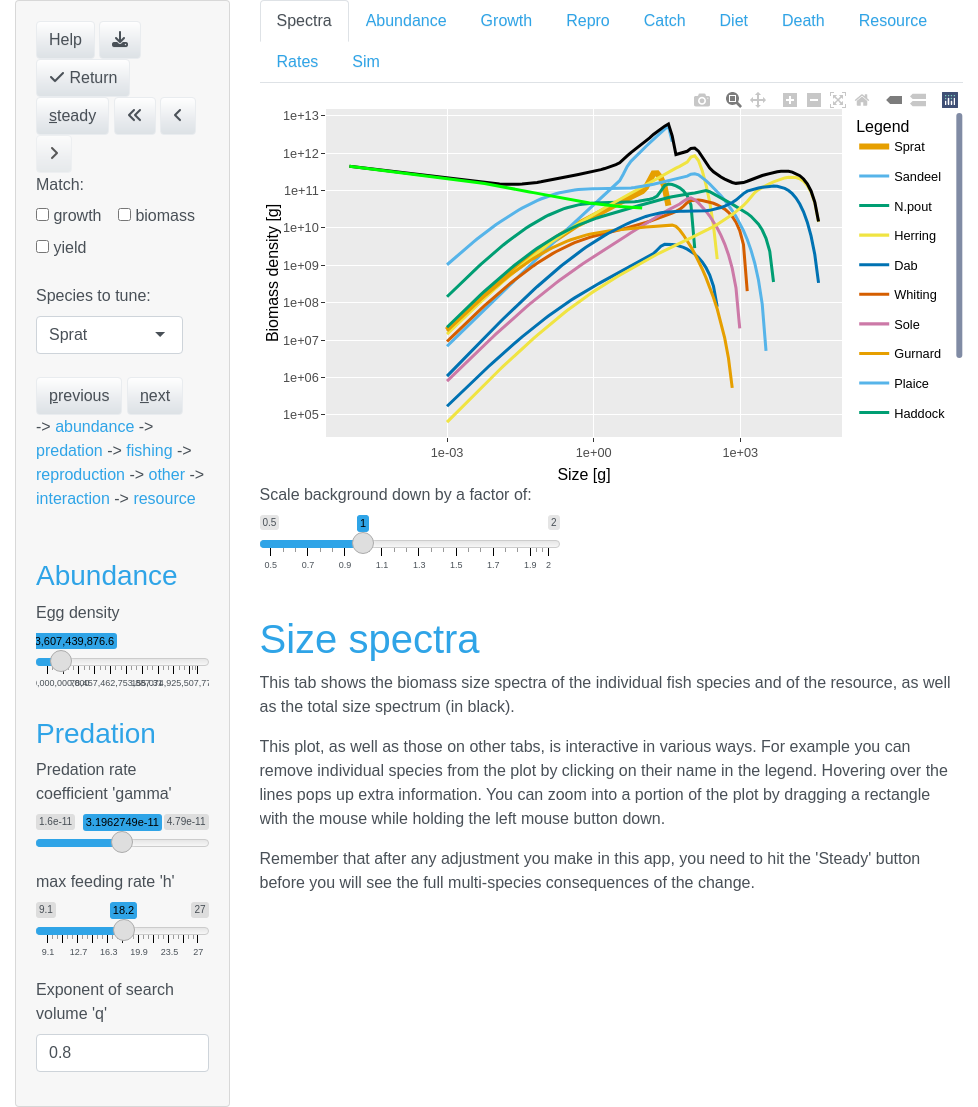 Help
Return
steady
Match:
growth biomass
yield
Species to tune:
Sprat
previous next
-> abundance ->
predation -> fishing ->
reproduction -> other ->
interaction -> resource
Abundance
Egg density
3,607,439,876.6
Predation
Predation rate
coefficient 'gamma'
1.6e-11 3.1962749e-11 4.79e-11
max feeding rate 'h'
9.1 18.2 27
9.1 12.7 16.3 19.9 23.5 27
Exponent of search
volume 'q'
0.8
Spectra Abundance Growth Repro Catch Diet Death Resource
Rates Sim
1e+13
1e+12
1e+11
1e+10
1e+09
1e+08
1e+07
1e+06
1e+05
Biomass density [g]
1e-03 1e+00 1e+03
Size [g]
Legend
Sprat
Sandeel
N.pout
Herring
Dab
Whiting
Sole
Gurnard
Plaice
Haddock
Scale background down by a factor of:
0.5 1 2
0.5 0.7 0.9 1.1 1.3 1.5 1.7 1.9 2
Size spectra
This tab shows the biomass size spectra of the individual fish species and of the resource, as well
as the total size spectrum (in black).
This plot, as well as those on other tabs, is interactive in various ways. For example you can
remove individual species from the plot by clicking on their name in the legend. Hovering over the
lines pops up extra information. You can zoom into a portion of the plot by dragging a rectangle
with the mouse while holding the left mouse button down.
Remember that after any adjustment you make in this app, you need to hit the 'Steady' button
before you will see the full multi-species consequences of the change.